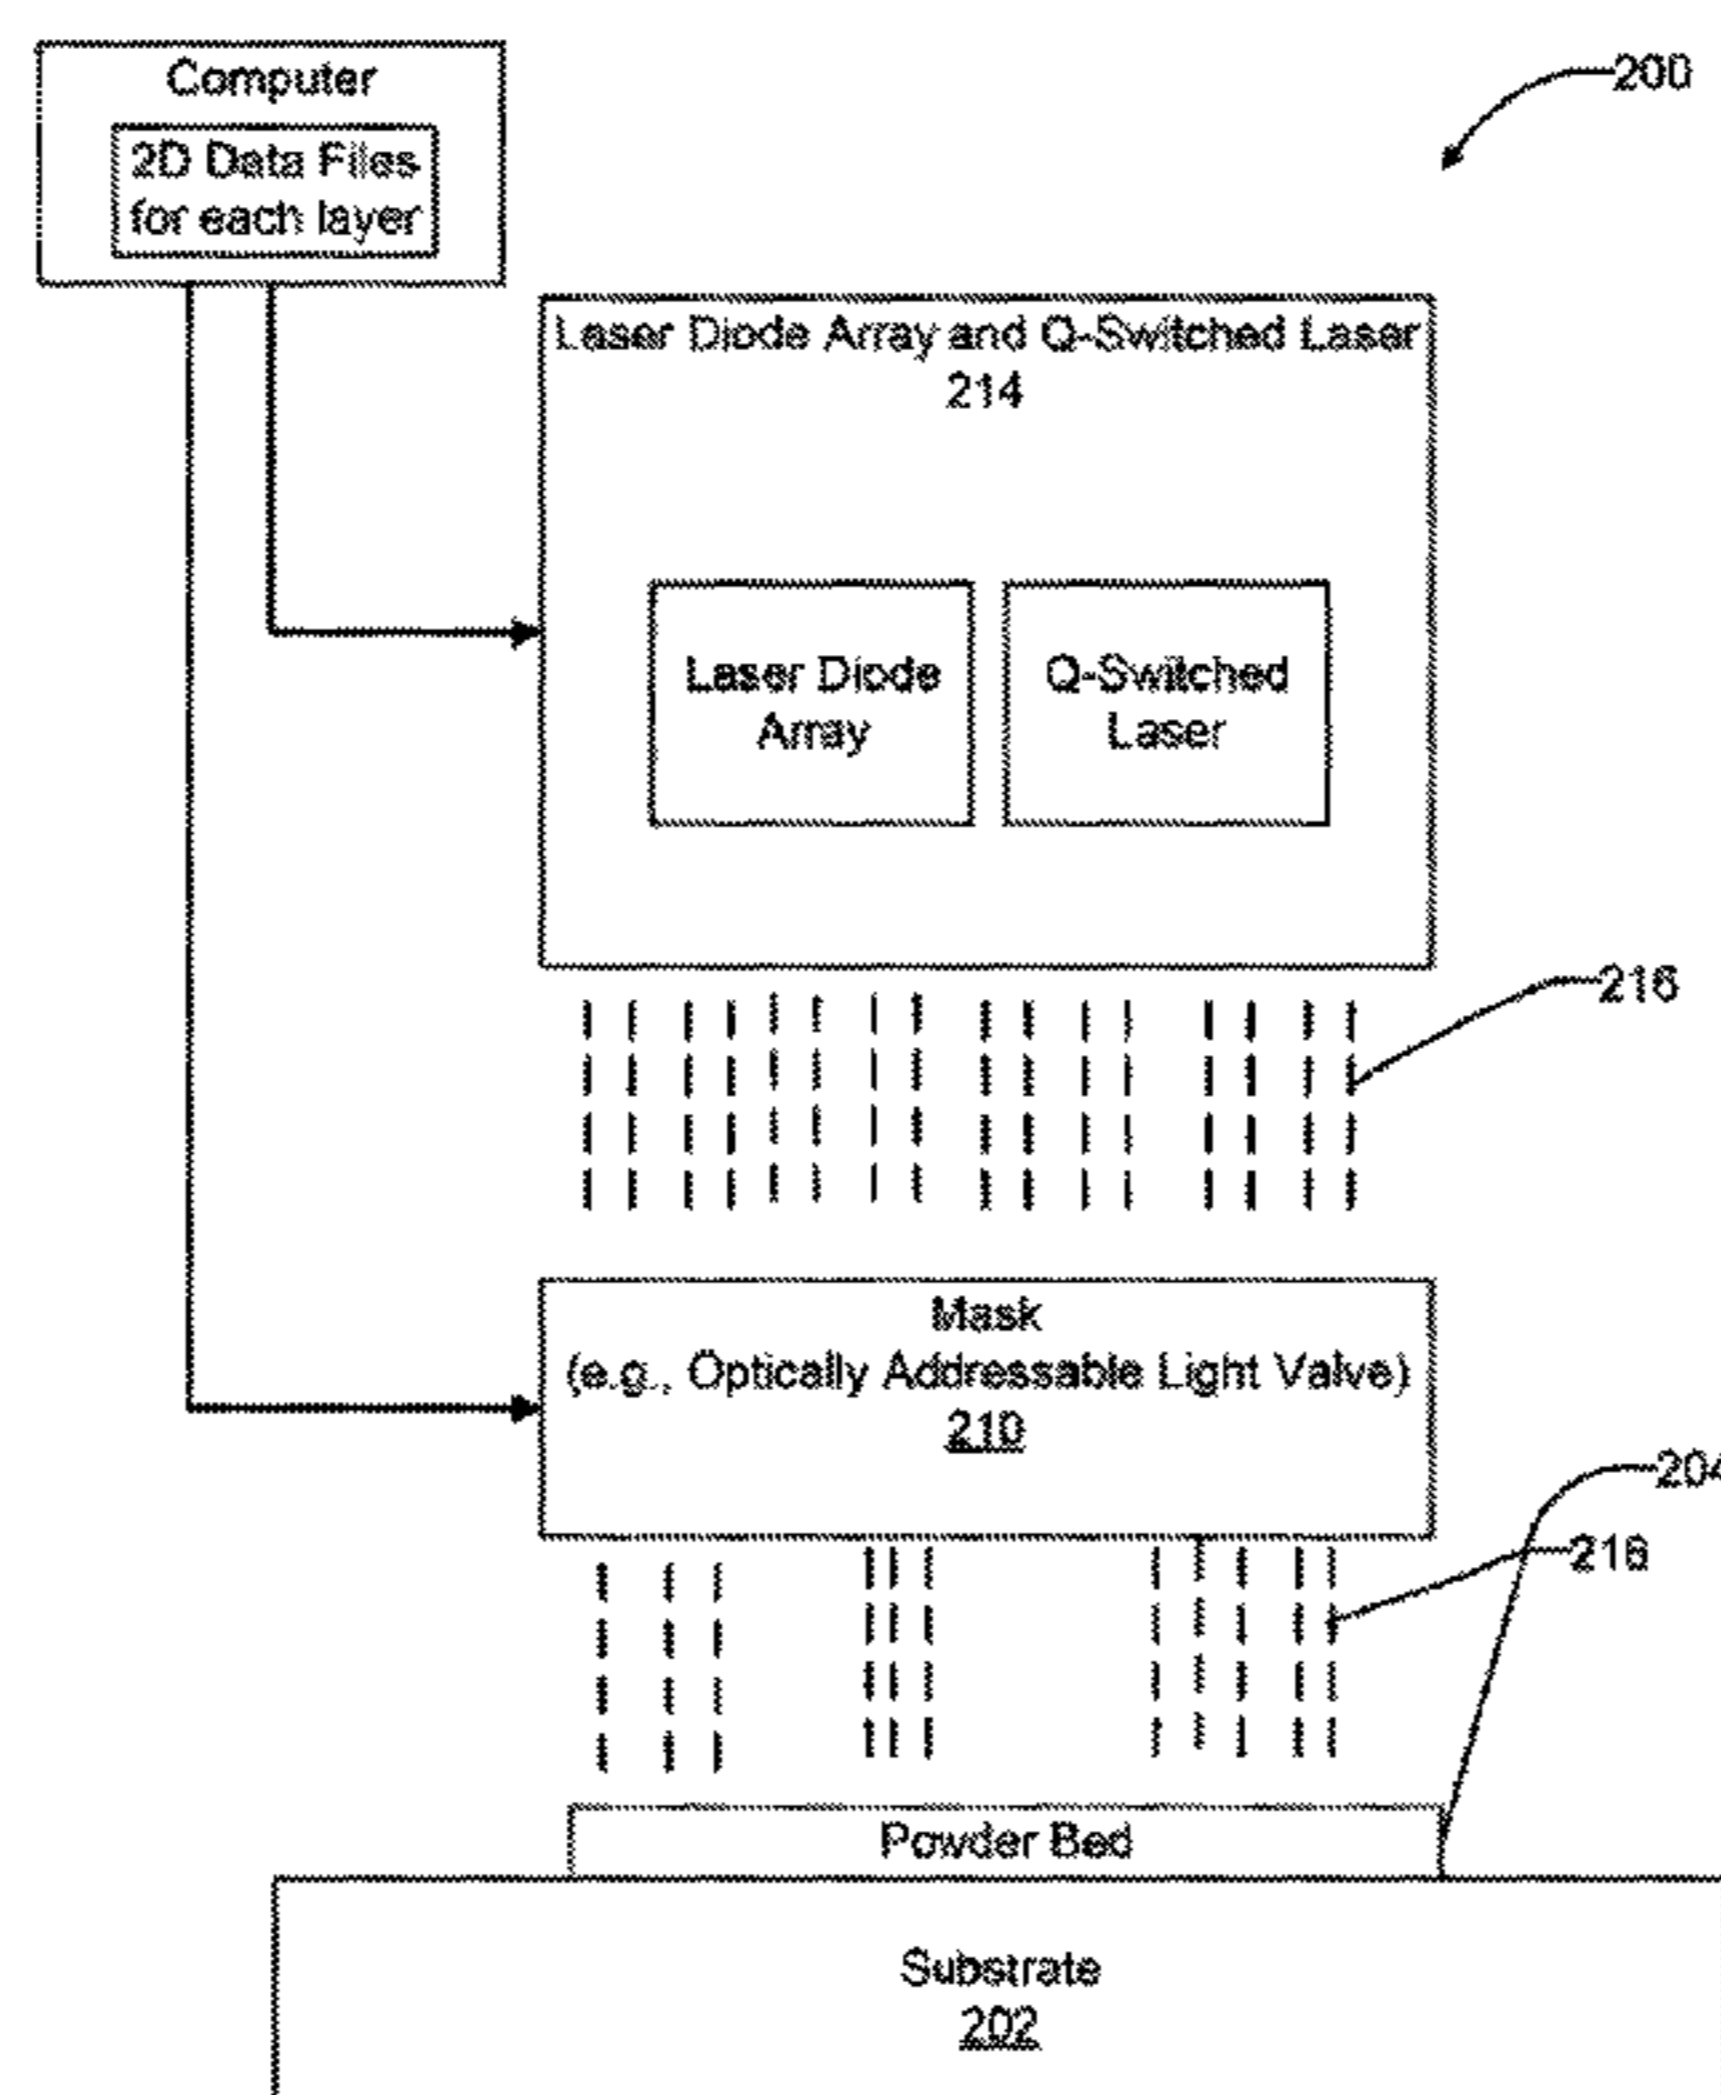 Computer
2D Data Files
for each layer
200
Laser Diode Array and Q-Switched Laser
214
Laser Diode
Array
Q-Switched
Laser
216
Mask
(e.g., Optically Addressable Light Valve)
210
204
216
Powder Bed
Substrate
202